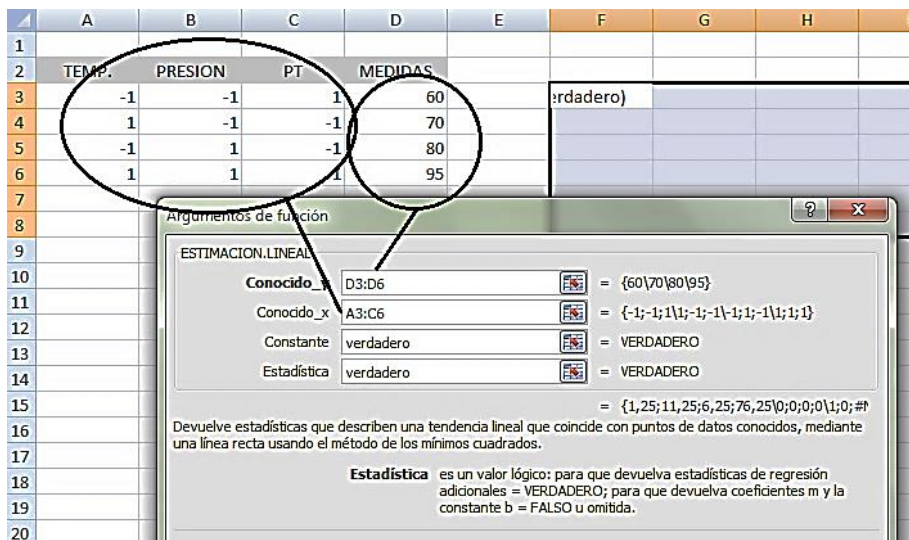 A B C D E F G H
1
2 TEMP. PRESION PT MEDIDAS
3 -1 -1 1 60 erdadero)
4 1 -1 -1 70
5 -1 1 -1 80
6 1 1 1 95
7
8 Argumentos de función ? x
9 ESTIMACION.LINEAL
10 Conocido_y D3:D6 = {60\70\80\95}
11 Conocido_x A3:C6 = {-1;-1;1\1;-1;-1\-1;1;-1\1;1;1}
12
13 Constante verdadero = VERDADERO
14 Estadística verdadero = VERDADERO
15 = {1,25;11,25;6,25;76,25\0;0;0;0\1;0;#N
16 Devuelve estadísticas que describen una tendencia lineal que coincide con puntos de datos conocidos, mediante
17 una línea recta usando el método de los mínimos cuadrados.
18 Estadística es un valor lógico: para que devuelva estadísticas de regresión
19 adicionales = VERDADERO; para que devuelva coeficientes m y la
constante b = FALSO u omitida.
20